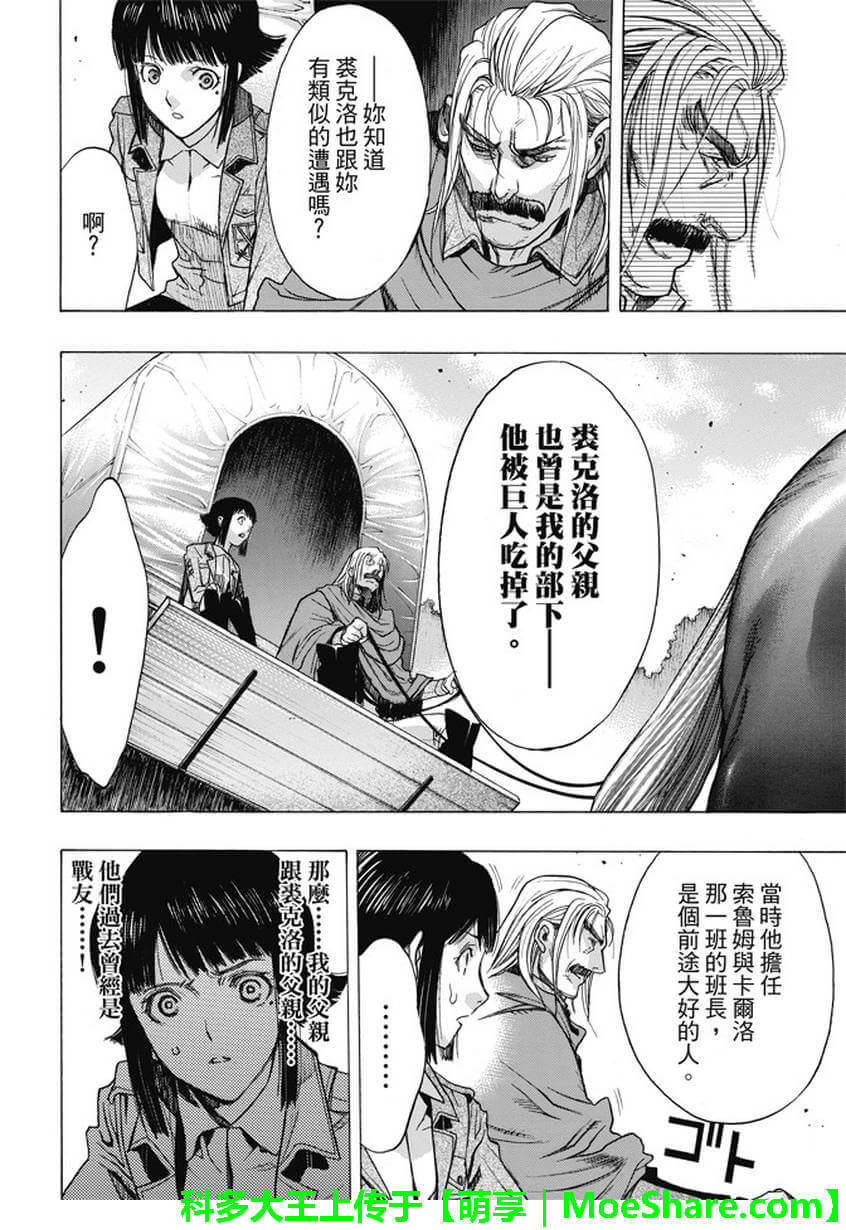 ——妳知道
裘克洛也跟妳
有類似的遭遇嗎？
啊？
裘克洛的父親
也曾是我的部下——
他被巨人吃掉了。
！
當時他擔任
索魯姆與卡爾洛
那一班的班長，
是個前途大好的人。
ゴト
………
那麼……我的父親
跟裘克洛的父親……
他們過去曾經是
戰友……！
科多大王上传于【萌享｜MoeShare.com】